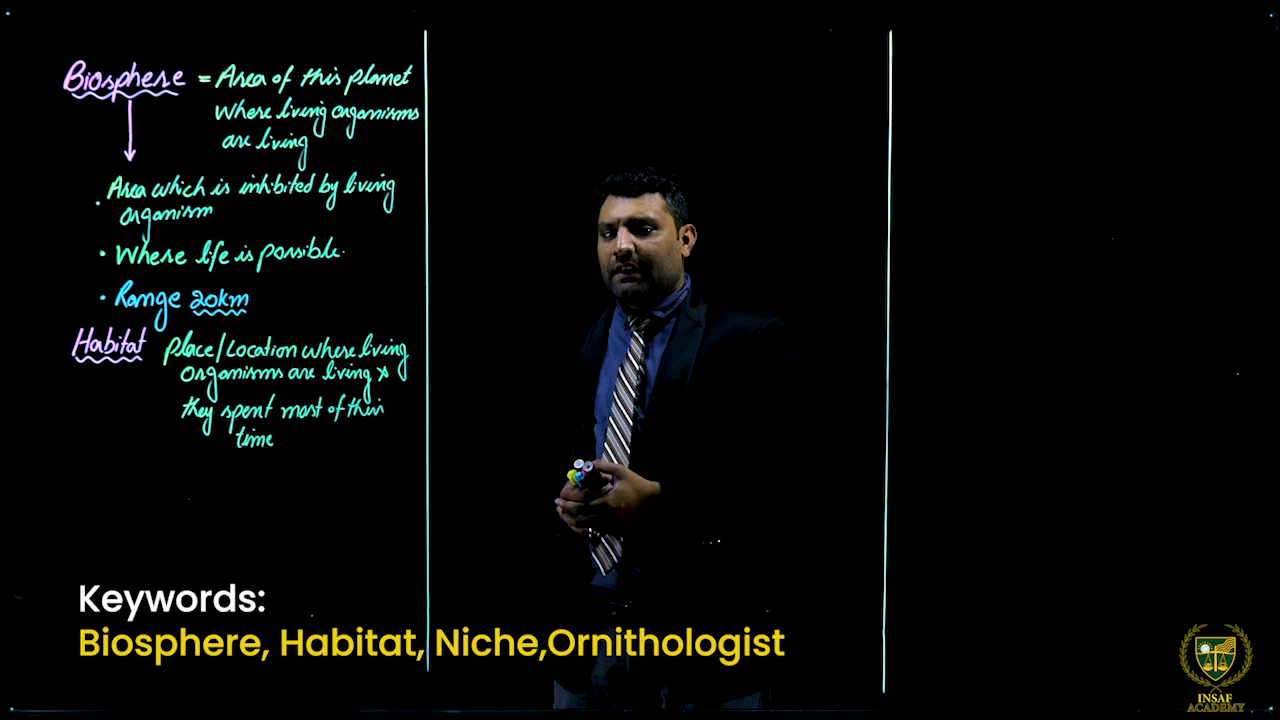 Biosphere = Area of this planet
where living organisms
are living
• Area which is inhibited by living
organism
• Where life is possible.
• Range 20km
Habitat Place/Location where living
organisms are living &
they spent most of their
time
Keywords:
Biosphere, Habitat, Niche,Ornithologist
INSAF
ACADEMY